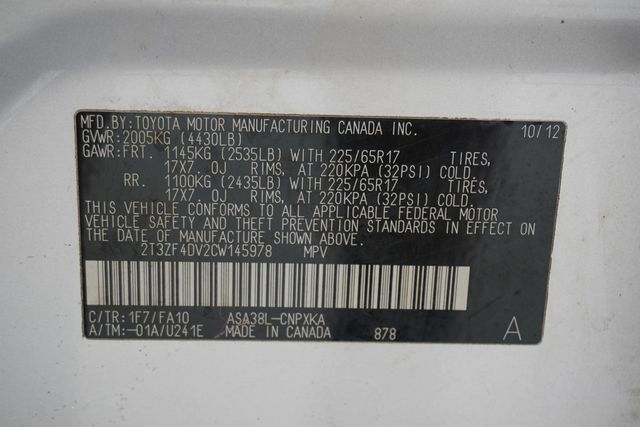 MFD.BY:TOYOTA MOTOR MANUFACTURING CANADA INC. 10/12
GVWR:2005KG (4430LB)
GAWR:FRT. 1145KG (2535LB) WITH 225/65R17 TIRES,
17X7. 0J RIMS, AT 220KPA (32PSI) COLD.
RR. 1100KG (2435LB) WITH 225/65R17 TIRES,
17X7. 0J RIMS, AT 220KPA (32PSI) COLD.
THIS VEHICLE CONFORMS TO ALL APPLICABLE FEDERAL MOTOR
VEHICLE SAFETY AND THEFT PREVENTION STANDARDS IN EFFECT ON
THE DATE OF MANUFACTURE SHOWN ABOVE.
2T3ZF4DV2CW145978 MPV
C/TR:1F7/FA10 ASA38L-CNPXKA
A/TM:-01A/U241E MADE IN CANADA 878 A